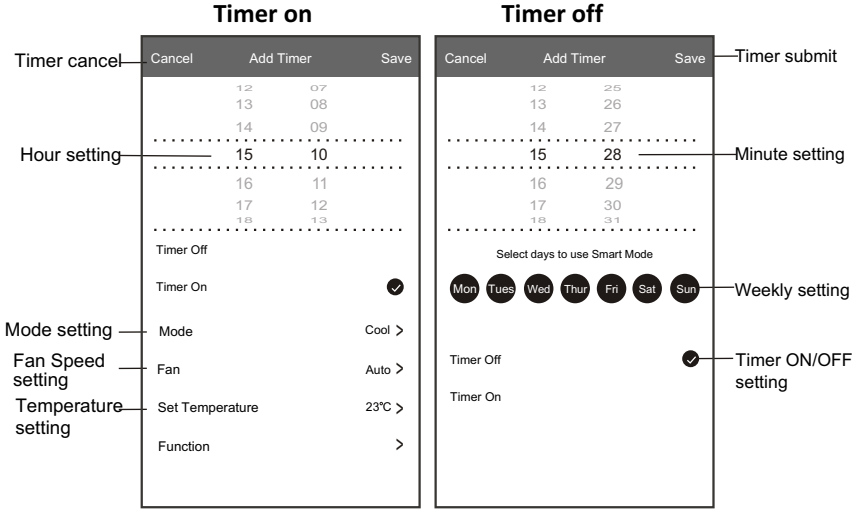 Timer on
Timer off
Timer cancel
Cancel Add Timer Save
12 07
13 08
14 09
Hour setting
15 10
16 11
17 12
18 13
Timer Off
Timer On
Mode setting
Mode Cool >
Fan Speed
setting
Fan Auto >
Temperature
setting
Set Temperature 23℃ >
Function >
Cancel Add Timer Save
Timer submit
12 25
13 26
14 27
15 28
Minute setting
16 29
17 30
18 31
Select days to use Smart Mode
Mon Tues Wed Thur Fri Sat Sun
Weekly setting
Timer Off
Timer On
Timer ON/OFF
setting